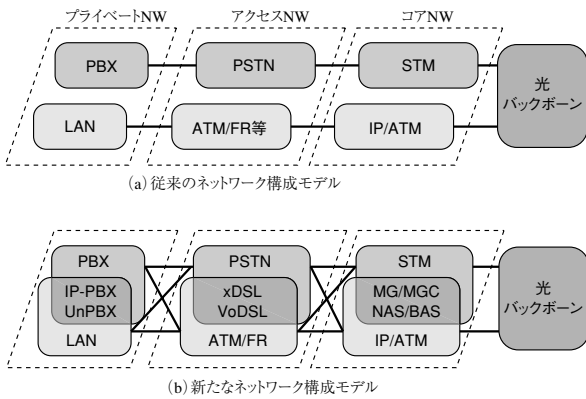 プライベートNW
アクセスNW
コアNW
PBX
PSTN
STM
光
バックボーン
LAN
ATM/FR等
IP/ATM
(a)従来のネットワーク構成モデル
PBX
PSTN
STM
IP-PBX
UnPBX
xDSL
VoDSL
MG/MGC
NAS/BAS
光
バックボーン
LAN
ATM/FR
IP/ATM
(b)新たなネットワーク構成モデル